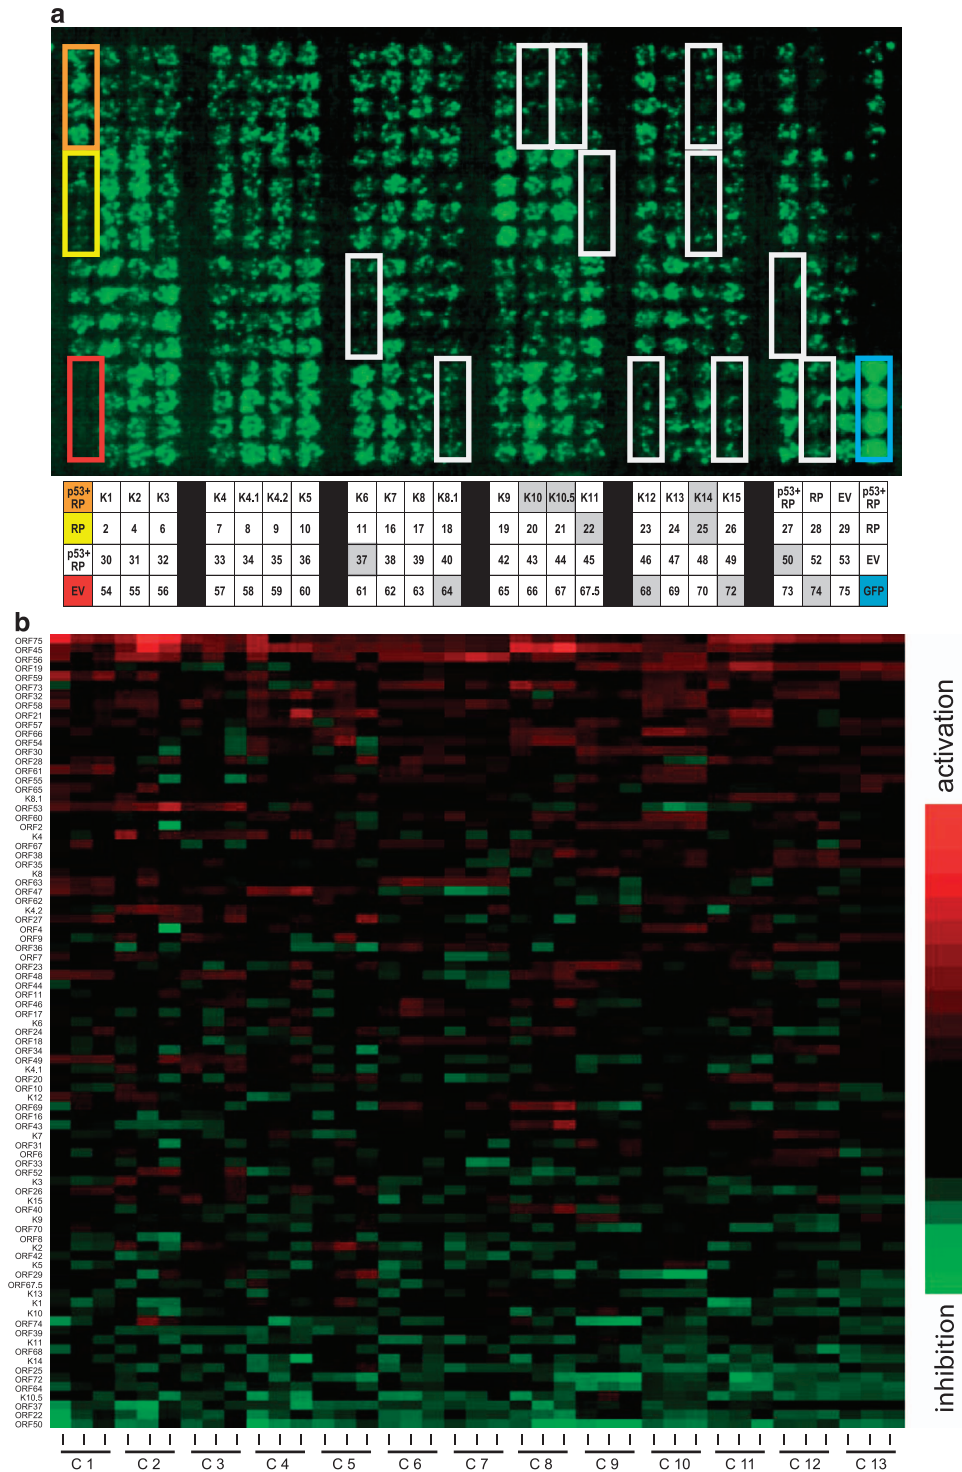 a
p53+ RP K1 K2 K3 K4 K4.1 K4.2 K5 K6 K7 K8 K8.1 K9 K10 K10.5 K11 K12 K13 K14 K15 p53+ RP RP EV p53+ RP
RP 2 4 6 7 8 9 10 11 16 17 18 19 20 21 22 23 24 25 26 27 28 29 RP
p53+ RP 30 31 32 33 34 35 36 37 38 39 40 42 43 44 45 46 47 48 49 50 52 53 EV
EV 54 55 56 57 58 59 60 61 62 63 64 65 66 67 67.5 68 69 70 72 73 74 75 GFP
b
ORF75
ORF45
ORF56
ORF19
ORF59
ORF73
ORF32
ORF58
ORF21
ORF57
ORF66
ORF54
ORF30
ORF28
ORF61
ORF55
ORF65
K8.1
ORF53
ORF60
ORF2
K4
ORF67
ORF38
ORF35
K8
ORF63
ORF47
ORF62
K4.2
ORF27
ORF4
ORF9
ORF36
ORF7
ORF23
ORF48
ORF44
ORF11
ORF46
ORF17
K6
ORF24
ORF18
ORF34
ORF49
K4.1
ORF20
ORF10
K12
ORF69
ORF16
ORF43
K7
ORF31
ORF6
ORF33
ORF52
K3
ORF26
K15
ORF40
K9
ORF70
ORF8
K2
ORF42
K5
ORF29
ORF67.5
K13
K1
K10
ORF74
ORF39
K11
ORF68
K14
ORF25
ORF72
ORF64
K10.5
ORF37
ORF22
ORF50
activation
inhibition
C 1 C 2 C 3 C 4 C 5 C 6 C 7 C 8 C 9 C 10 C 11 C 12 C 13